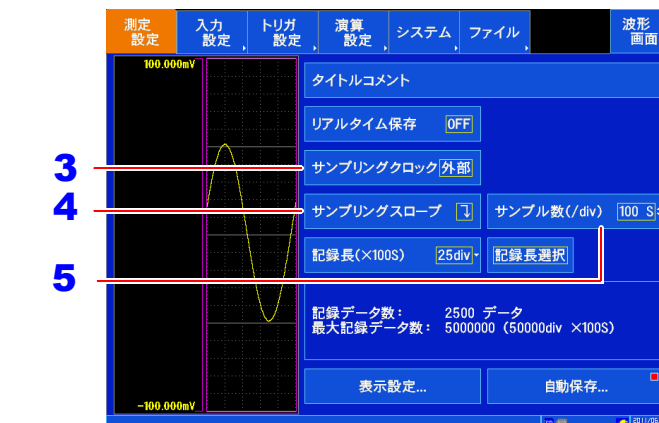 測定 設定
入力 設定
トリガ 設定
演算 設定
システム
ファイル
波形 画面
100.000mV
タイトルコメント
リアルタイム保存 OFF
3
サンプリングクロック 外部
4
サンプリングスロープ
サンプル数(/div) 100 S
記録長(×100S) 25div
記録長選択
5
記録データ数: 2500 データ
最大記録データ数: 5000000 (50000div ×100S)
表示設定...
自動保存...
-100.000mV